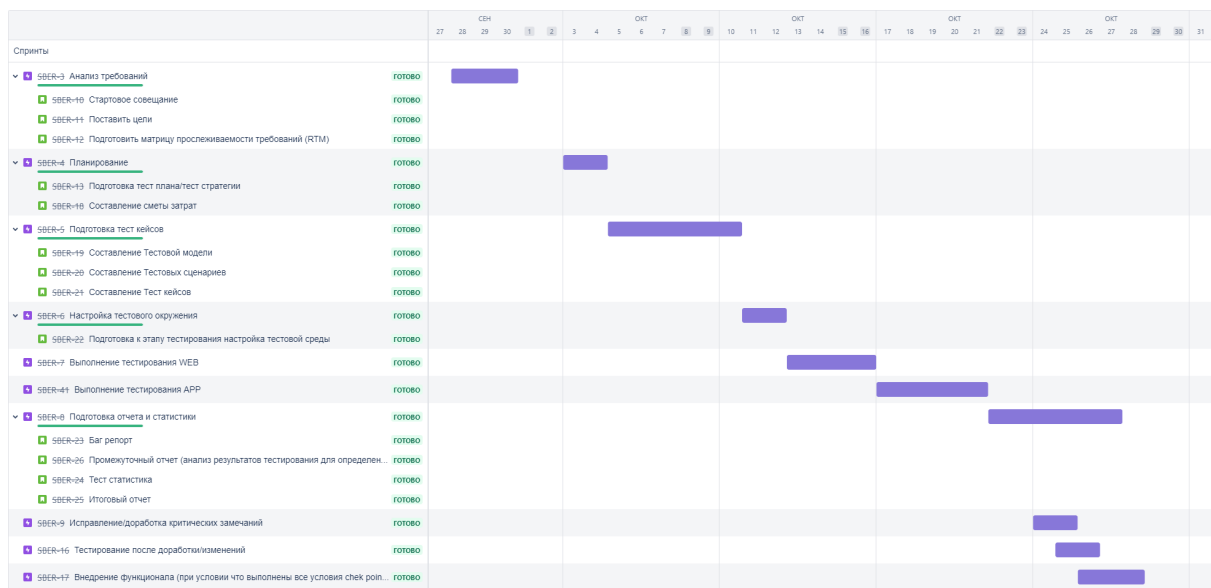 СЕН ОКТ ОКТ ОКТ ОКТ
27 28 29 30 1 2 3 4 5 6 7 8 9 10 11 12 13 14 15 16 17 18 19 20 21 22 23 24 25 26 27 28 29 30 31
Спринты
SBER-3 Анализ требований ГОТОВО
SBER-10 Стартовое совещание ГОТОВО
SBER-11 Поставить цели ГОТОВО
SBER-12 Подготовить матрицу прослеживаемости требований (RTM) ГОТОВО
SBER-4 Планирование ГОТОВО
SBER-13 Подготовка тест плана/тест стратегии ГОТОВО
SBER-18 Составление сметы затрат ГОТОВО
SBER-5 Подготовка тест кейсов ГОТОВО
SBER-19 Составление Тестовой модели ГОТОВО
SBER-20 Составление Тестовых сценариев ГОТОВО
SBER-21 Составление Тест кейсов ГОТОВО
SBER-6 Настройка тестового окружения ГОТОВО
SBER-22 Подготовка к этапу тестирования настройка тестовой среды ГОТОВО
SBER-7 Выполнение тестирования WEB ГОТОВО
SBER-41 Выполнение тестирования APP ГОТОВО
SBER-8 Подготовка отчета и статистики ГОТОВО
SBER-23 Баг репорт ГОТОВО
SBER-26 Промежуточный отчет (анализ результатов тестирования для определен... ГОТОВО
SBER-24 Тест статистика ГОТОВО
SBER-25 Итоговый отчет ГОТОВО
SBER-9 Исправление/доработка критических замечаний ГОТОВО
SBER-16 Тестирование после доработки/изменений ГОТОВО
SBER-17 Внедрение функционала (при условии что выполнены все условия chek poin... ГОТОВО